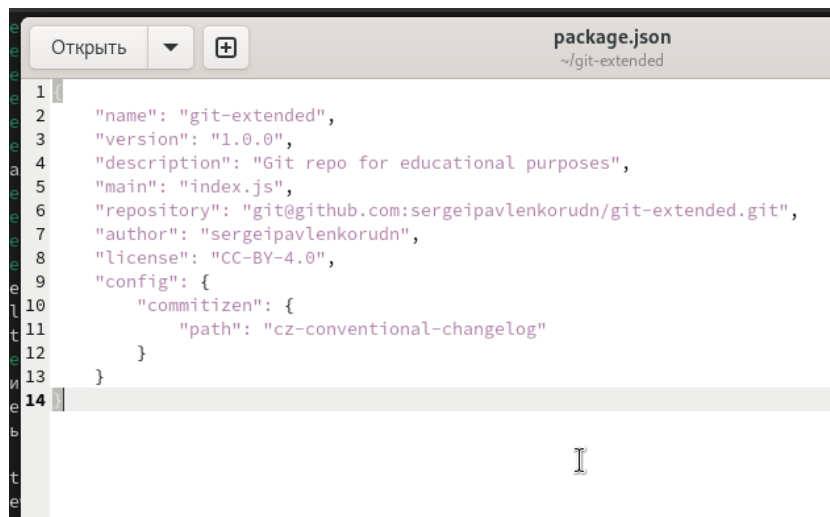 Открыть
package.json
~/git-extended
1 {
2 "name": "git-extended",
3 "version": "1.0.0",
4 "description": "Git repo for educational purposes",
5 "main": "index.js",
6 "repository": "git@github.com:sergeipavlenkorudn/git-extended.git",
7 "author": "sergeipavlenkorudn",
8 "license": "CC-BY-4.0",
9 "config": {
10 "commitizen": {
11 "path": "cz-conventional-changelog"
12 }
13 }
14 }